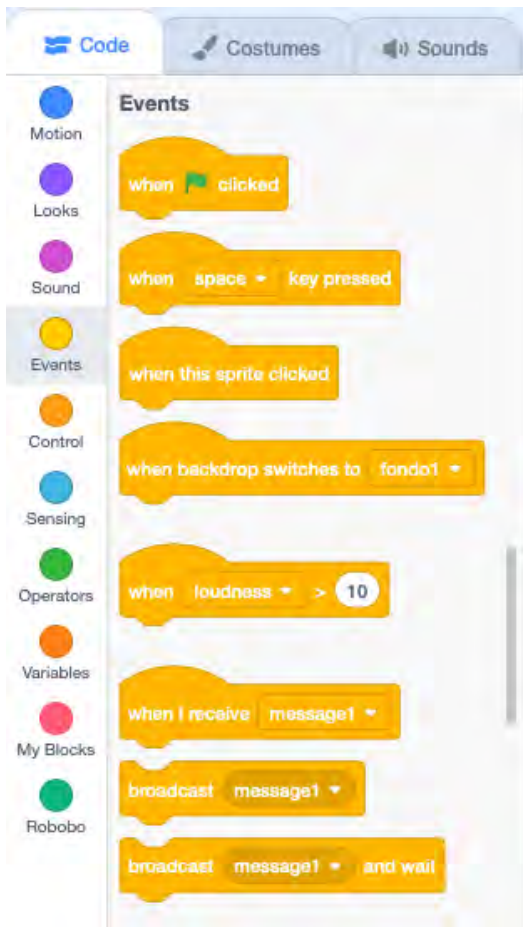 Code
Costumes
Sounds
Motion
Looks
Sound
Events
Control
Sensing
Operators
Variables
My Blocks
Robobo
Events
when clicked
when space key pressed
when this sprite clicked
when backdrop switches to fondo1
when loudness > 10
when I receive message1
broadcast message1
broadcast message1 and wait